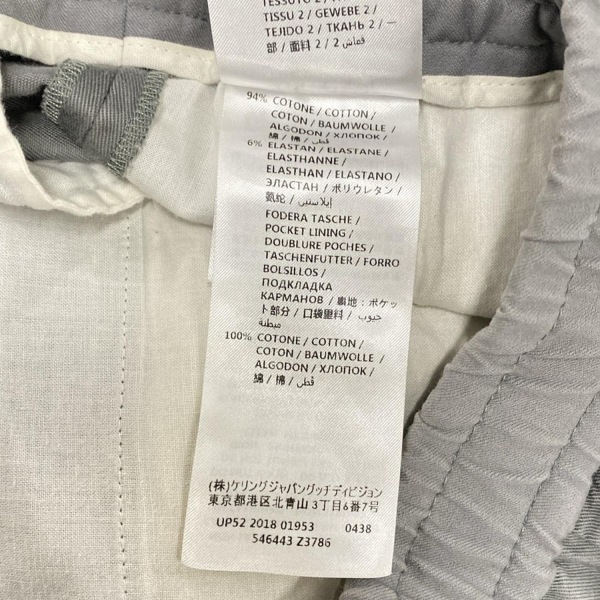 TESSUTO 2 /
TISSU 2 / GEWEBE 2 /
TEJIDO 2 / ТКАНЬ 2 / 一
部 / 面料 2 / قماش 2
94% COTONE / COTTON /
COTON / BAUMWOLLE /
ALGODON / ХЛОПОК /
綿 / 棉 / قطن
6% ELASTAN / ELASTANE /
ELASTHANNE /
ELASTHAN / ELASTANO /
ЭЛАСТАН / ポリウレタン /
氨纶 / إيلاستين
FODERA TASCHE /
POCKET LINING /
DOUBLURE POCHES /
TASCHENFUTTER / FORRO
BOLSILLOS /
ПОДКЛАДКА
КАРМАНОВ / 裏地：ポケッ
ト部分 / 口袋里料 / جيوب
مبطنة
100% COTONE / COTTON /
COTON / BAUMWOLLE /
ALGODON / ХЛОПОК /
綿 / 棉 / قطن
(株)ケリングジャパングッチディビジョン
東京都港区北青山3丁目6番7号
UP52 2018 01953 0438
546443 Z3786